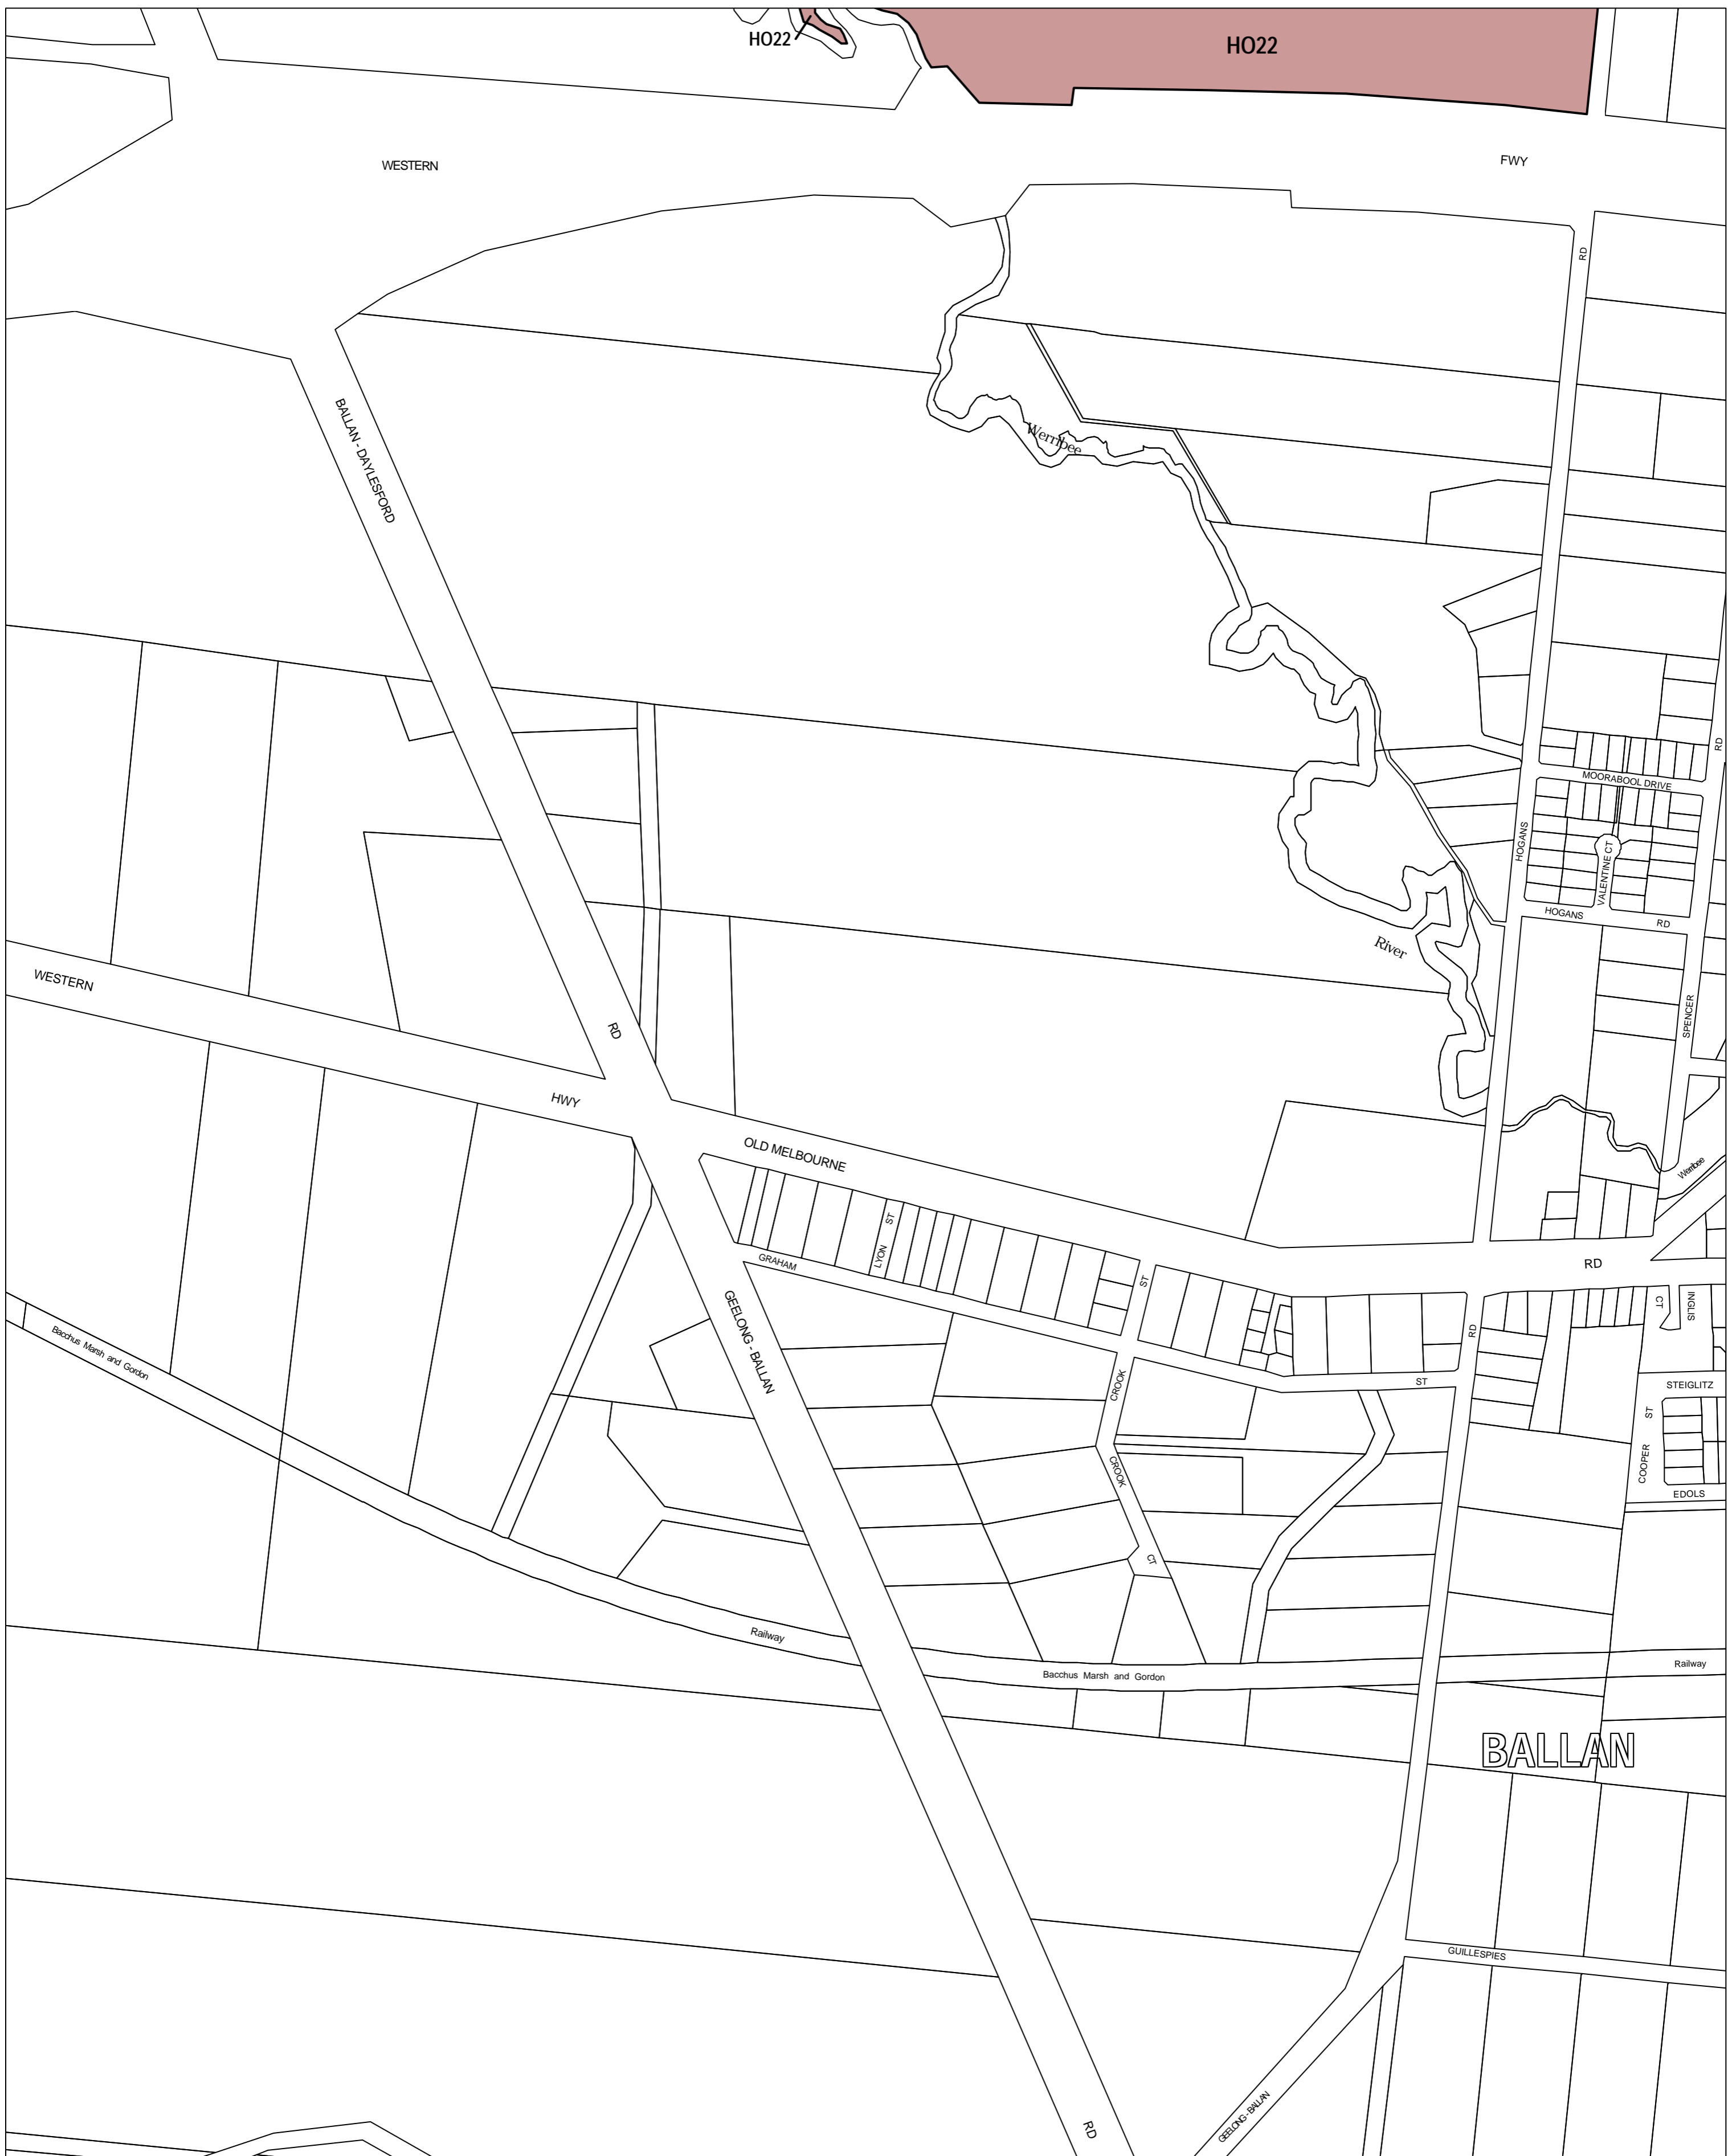 HO22
HO22
WESTERN
FWY
RD
BALLAN - DAYLESFORD
Werribee
RD
MOORABOOL DRIVE
HOGANS
VALENTINE CT
HOGANS
RD
River
WESTERN
SPENCER
RD
HWY
OLD MELBOURNE
Werribee
LYON ST
GRAHAM
RD
ST
GEELONG - BALLAN
CT
INGLIS
RD
Bacchus Marsh and Gordon
CROOK
ST
STEIGLITZ
ST
COOPER
CROOK
EDOLS
CT
Railway
Bacchus Marsh and Gordon
Railway
BALLAN
GUILLESPIES
GEELONG - BALLAN
RD